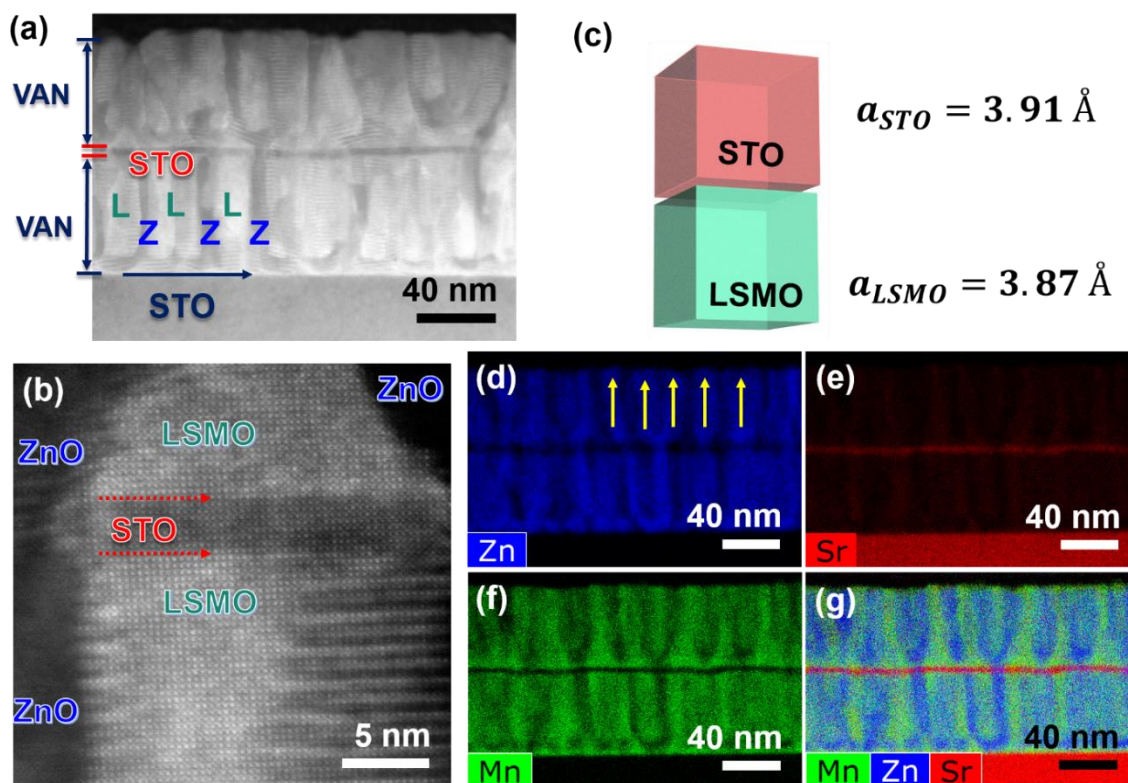 (a)
VAN
STO
L L L
VAN
Z Z Z
STO
40 nm
(c)
STO
LSMO
a_STO = 3.91 Å
a_LSMO = 3.87 Å
(b)
ZnO
ZnO
LSMO
STO
LSMO
ZnO
5 nm
(d)
40 nm
Zn
(e)
40 nm
Sr
(f)
40 nm
Mn
(g)
40 nm
Mn Zn Sr